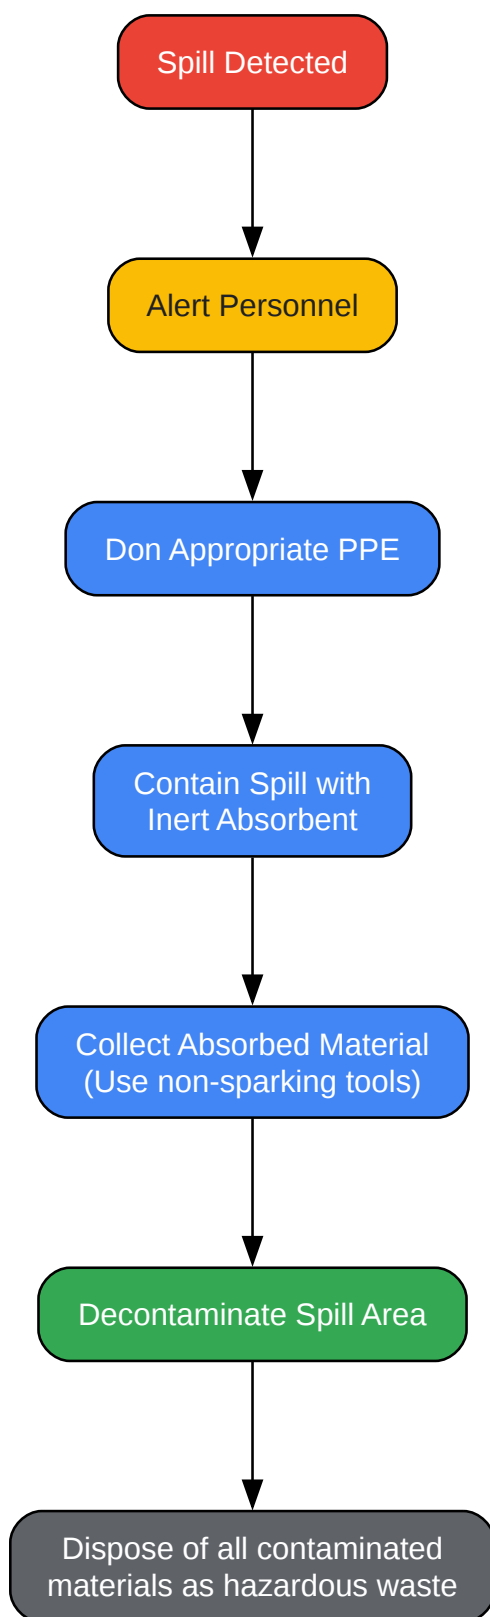 Spill Detected
Alert Personnel
Don Appropriate PPE
Contain Spill with
Inert Absorbent
Collect Absorbed Material
(Use non-sparking tools)
Decontaminate Spill Area
Dispose of all contaminated
materials as hazardous waste